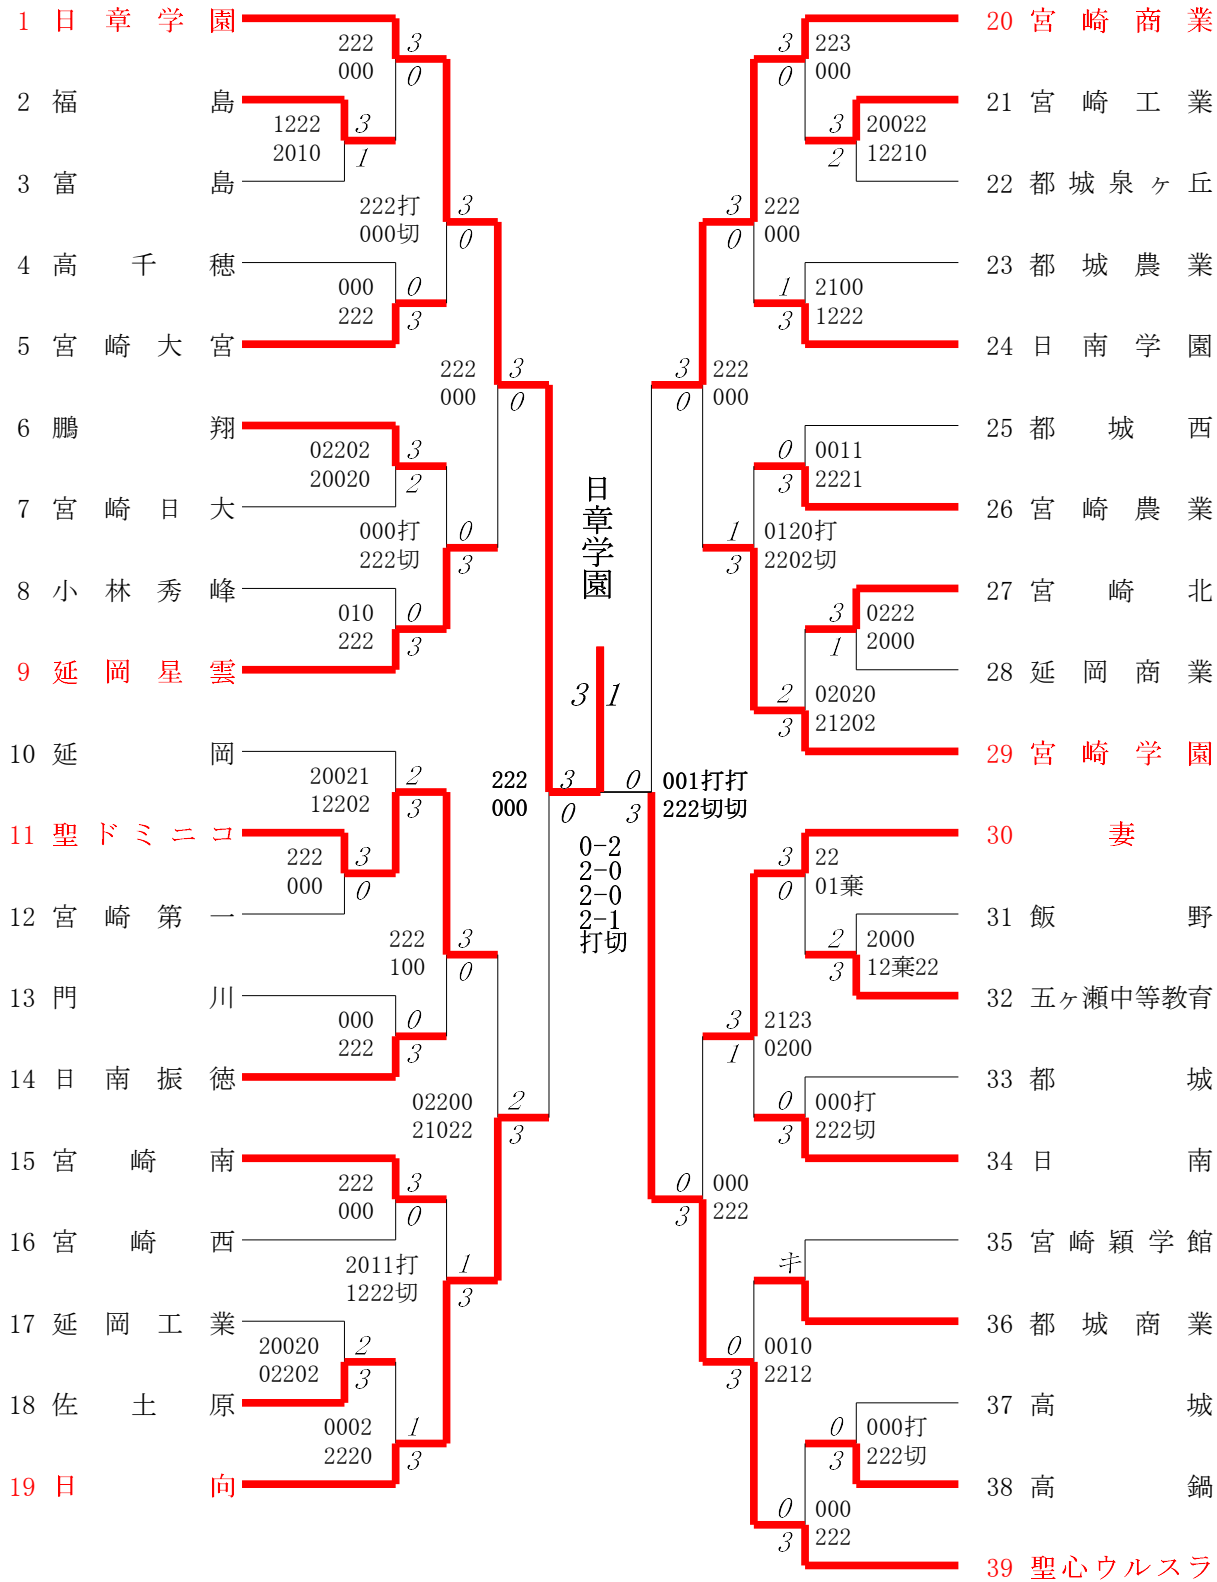 1 日章学園
222 3
000 0
2 福島
1222 3
2010 1
3 富島
222打 3
000切 0
4 高千穂
000 0
222 3
5 宮崎大宮
222 3
000 0
6 鵬翔
02202 3
20020 2
7 宮崎日大
000打 0
222切 3
8 小林秀峰
010 0
222 3
9 延岡星雲
10 延岡
20021 2
12202 3
11 聖ドミニコ
222 3
000 0
12 宮崎第一
222 3
100 0
13 門川
000 0
222 3
14 日南振徳
02200 2
21022 3
15 宮崎南
222 3
000 0
16 宮崎西
2011打 1
1222切 3
17 延岡工業
20020 2
02202 3
18 佐土原
0002 1
2220 3
19 日向
日章学園
3 1
222 3
000 0
0 001打打
3 222切切
0-2
2-0
2-0
2-1
打切
20 宮崎商業
3 223
0 000
21 宮崎工業
3 20022
2 12210
22 都城泉ヶ丘
3 222
0 000
23 都城農業
1 2100
3 1222
24 日南学園
3 222
0 000
25 都城西
0 0011
3 2221
26 宮崎農業
1 0120打
3 2202切
27 宮崎北
3 0222
1 2000
28 延岡商業
2 02020
3 21202
29 宮崎学園
30 妻
3 22
0 01棄
31 飯野
2 2000
3 12棄22
32 五ヶ瀬中等教育
3 2123
1 0200
33 都城
0 000打
3 222切
34 日南
0 000
3 222
35 宮崎穎学館
キ
36 都城商業
0 0010
3 2212
37 高城
0 000打
3 222切
38 高鍋
0 000
3 222
39 聖心ウルスラ